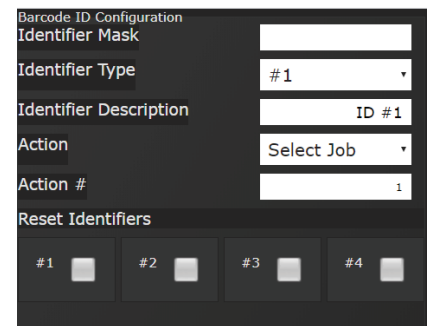 Barcode ID Configuration
Identifier Mask
Identifier Type #1
Identifier Description ID #1
Action Select Job
Action # 1
Reset Identifiers
#1 #2 #3 #4